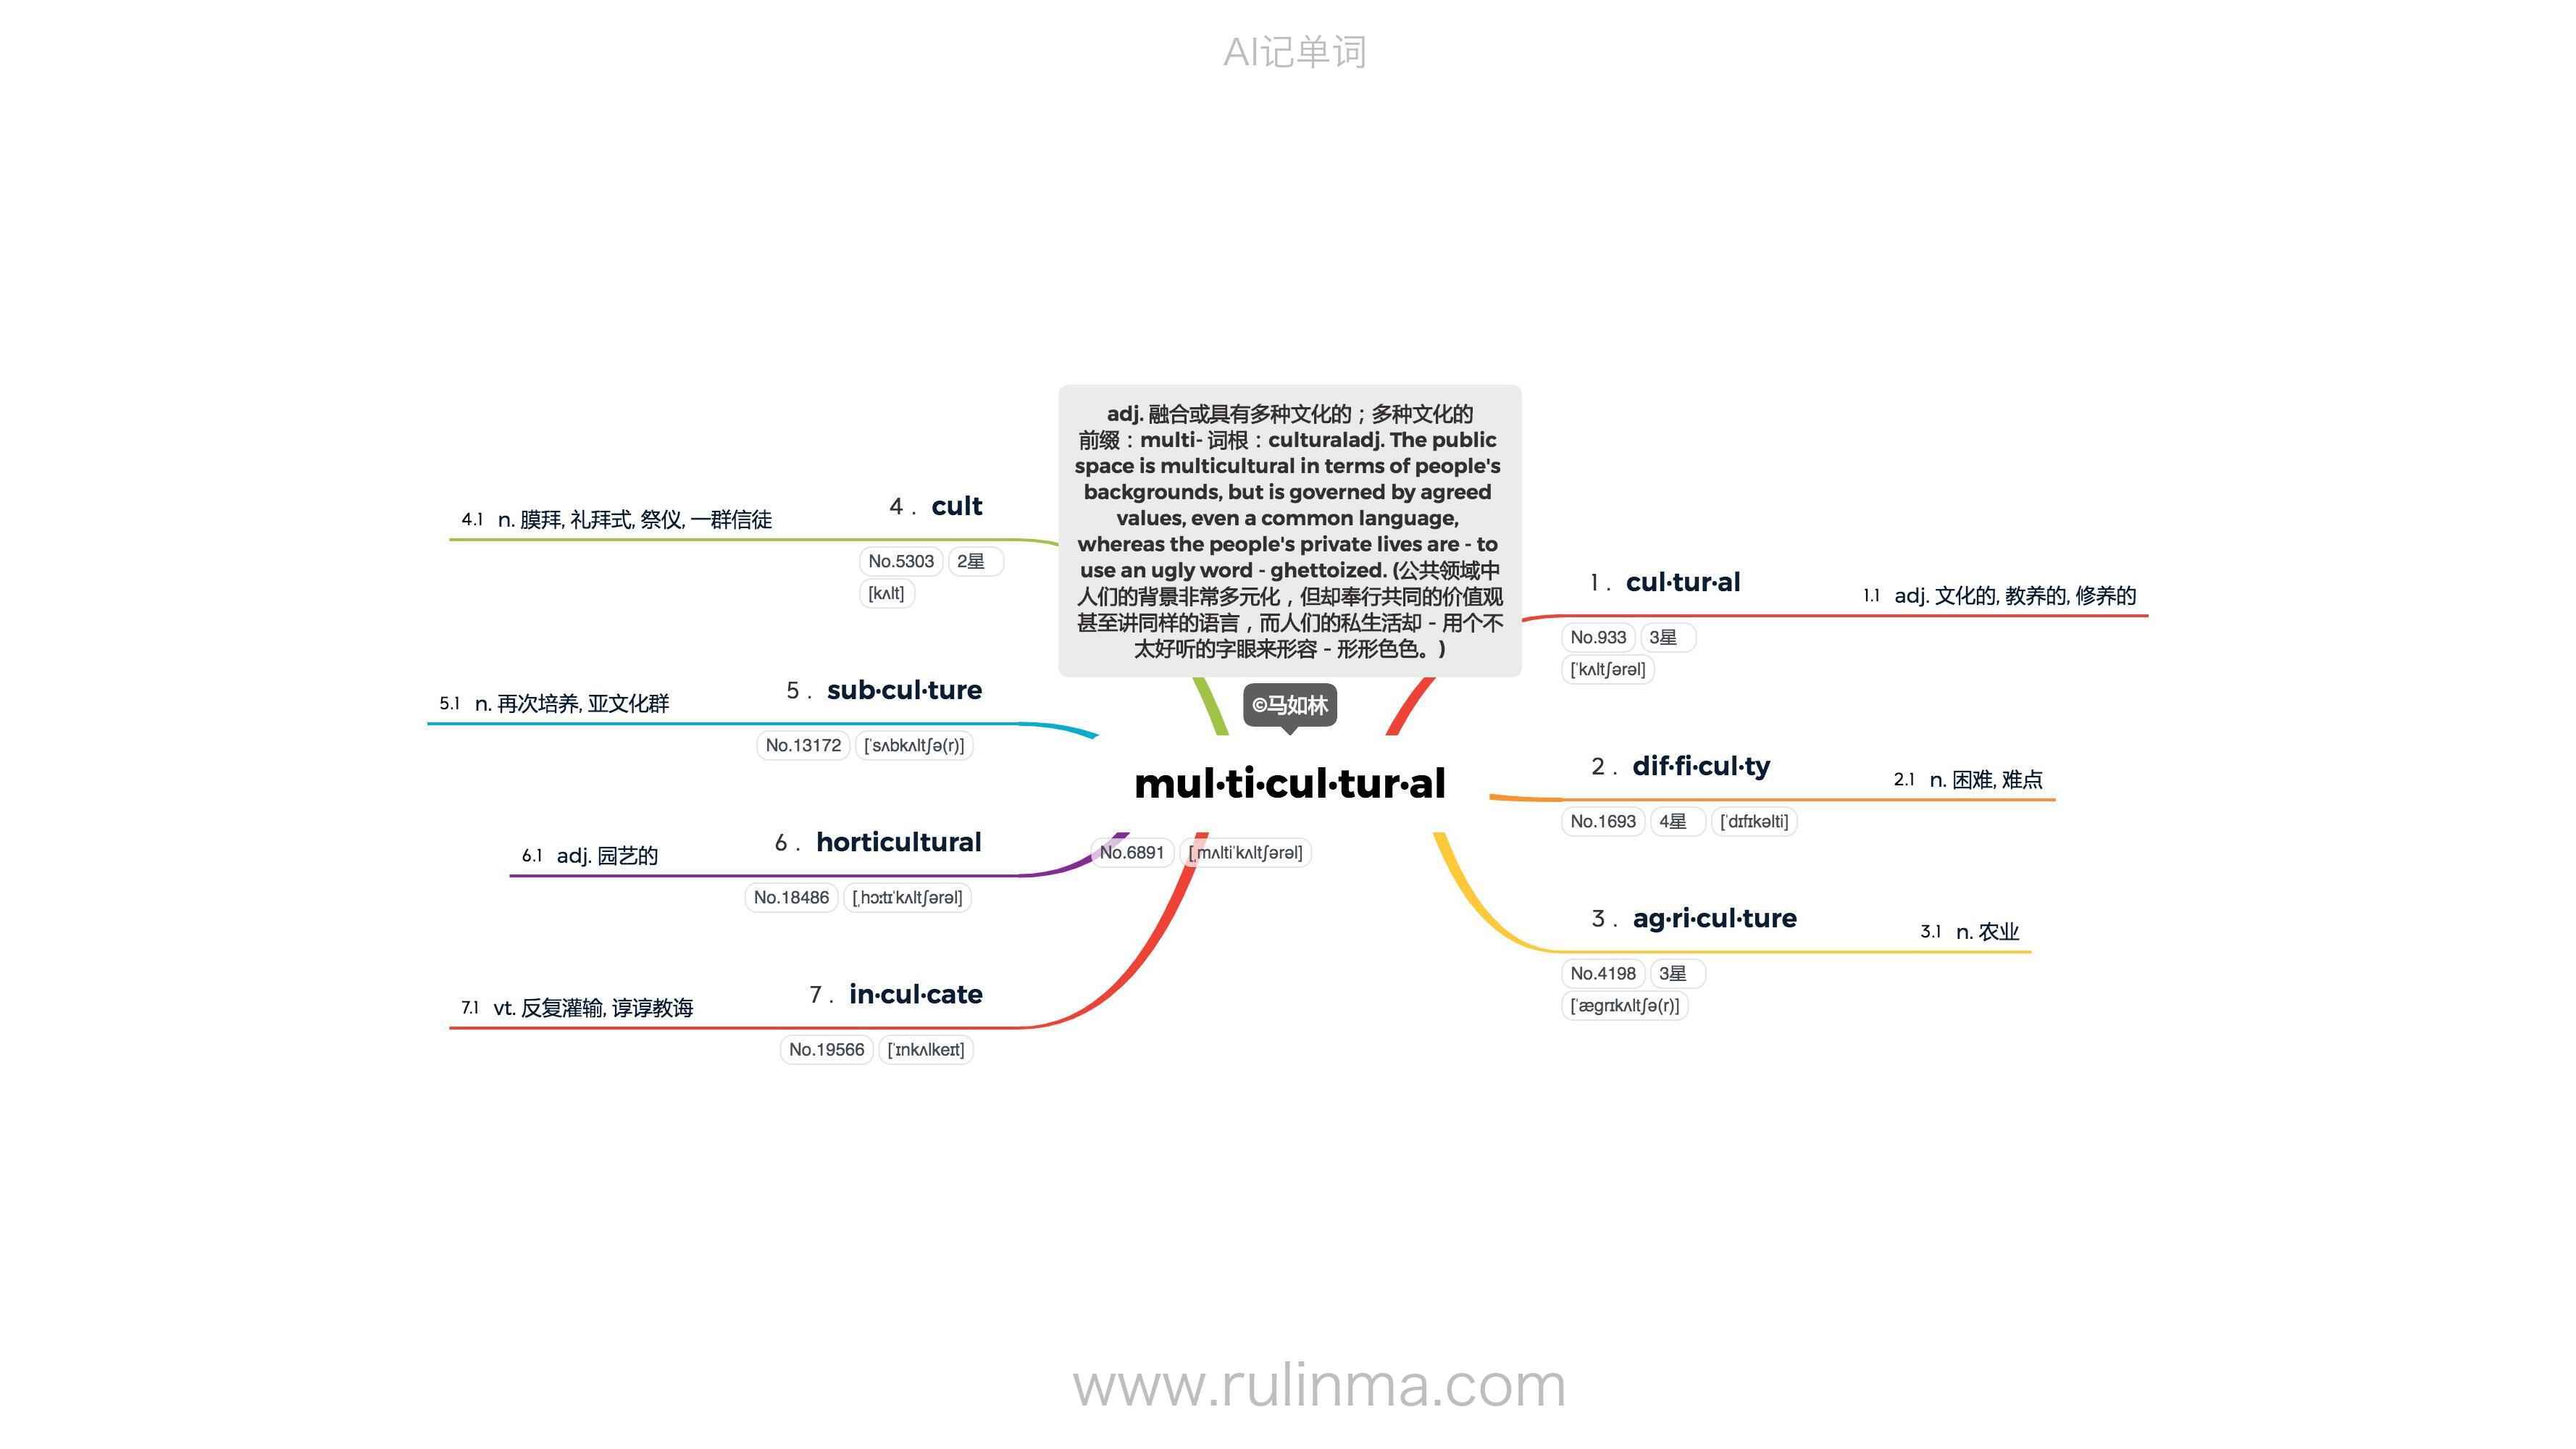 AI记单词
adj. 融合或具有多种文化的；多种文化的
前缀：multi- 词根：culturaladj. The public
space is multicultural in terms of people's
backgrounds, but is governed by agreed
values, even a common language,
whereas the people's private lives are - to
use an ugly word - ghettoized. (公共领域中
人们的背景非常多元化，但却奉行共同的价值观
甚至讲同样的语言，而人们的私生活却 - 用个不
太好听的字眼来形容 - 形形色色。)
©马如林
mul·ti·cul·tur·al
No.6891 [ˌmʌltiˈkʌltʃərəl]
1 . cul·tur·al
No.933 3星
[ˈkʌltʃərəl]
1.1 adj. 文化的, 教养的, 修养的
2 . dif·fi·cul·ty
No.1693 4星 [ˈdɪfɪkəlti]
2.1 n. 困难, 难点
3 . ag·ri·cul·ture
No.4198 3星
[ˈæɡrɪkʌltʃə(r)]
3.1 n. 农业
4 . cult
No.5303 2星
[kʌlt]
4.1 n. 膜拜, 礼拜式, 祭仪, 一群信徒
5 . sub·cul·ture
No.13172 [ˈsʌbkʌltʃə(r)]
5.1 n. 再次培养, 亚文化群
6 . horticultural
No.18486 [ˌhɔːtɪˈkʌltʃərəl]
6.1 adj. 园艺的
7 . in·cul·cate
No.19566 [ˈɪnkʌlkeɪt]
7.1 vt. 反复灌输, 谆谆教诲
www.rulinma.com